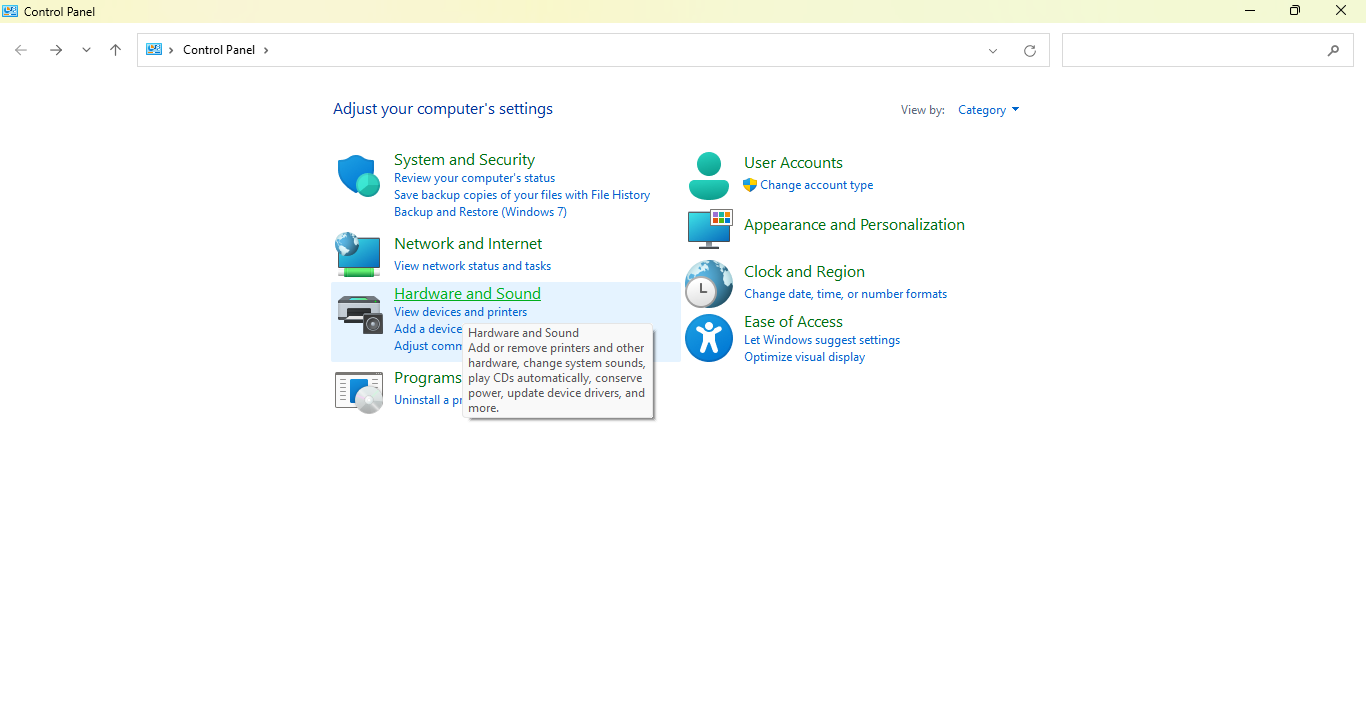 Control Panel
Control Panel
Adjust your computer's settings
View by: Category
System and Security
Review your computer's status
Save backup copies of your files with File History
Backup and Restore (Windows 7)
Network and Internet
View network status and tasks
Hardware and Sound
View devices and printers
Add a device
Adjust comm
Hardware and Sound
Add or remove printers and other
hardware, change system sounds,
play CDs automatically, conserve
power, update device drivers, and
more.
Programs
Uninstall a pr
User Accounts
Change account type
Appearance and Personalization
Clock and Region
Change date, time, or number formats
Ease of Access
Let Windows suggest settings
Optimize visual display